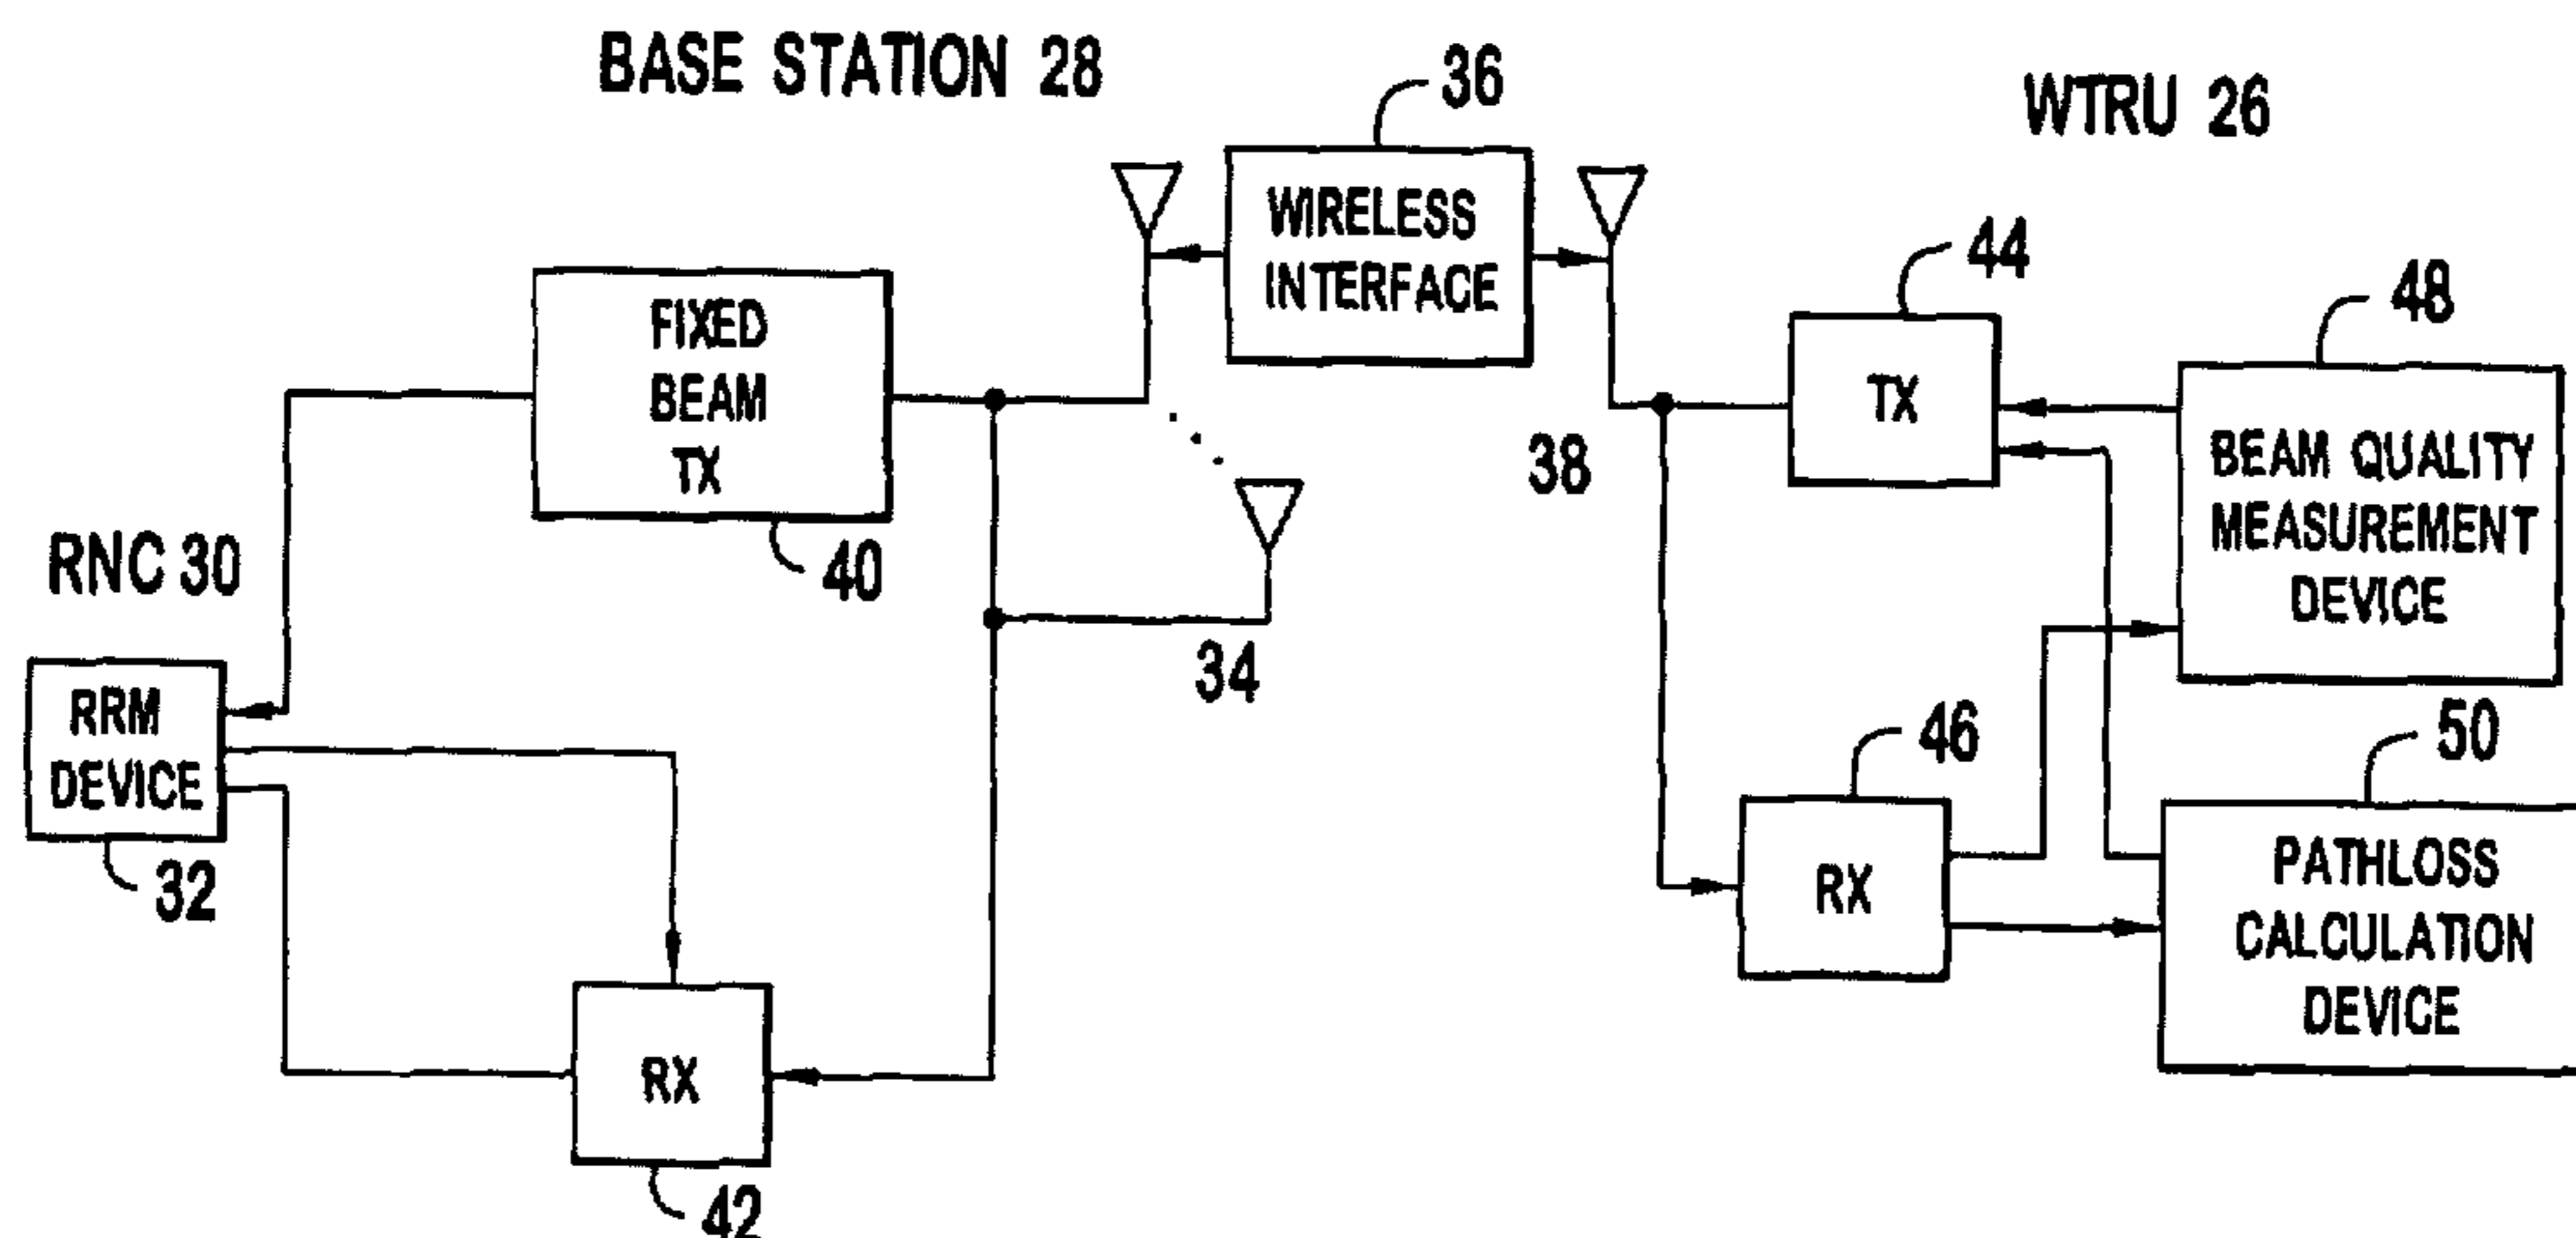 BASE STATION 28
36
WTRU 26
WIRELESS
INTERFACE
44
48
FIXED
BEAM
TX
TX
38
BEAM QUALITY
MEASUREMENT
DEVICE
RNC 30
40
34
RRM
DEVICE
32
46
50
RX
PATHLOSS
CALCULATION
DEVICE
RX
42